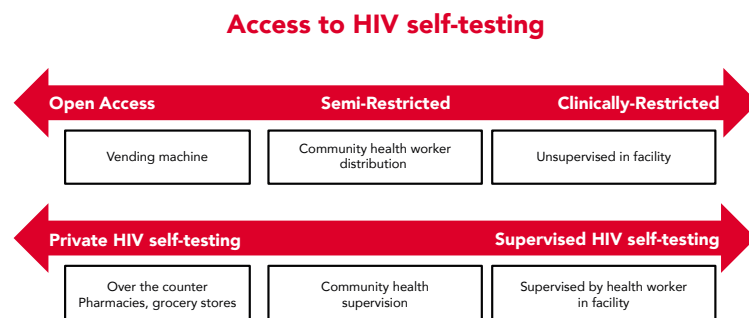 Access to HIV self-testing
Open Access
Semi-Restricted
Clinically-Restricted
Vending machine
Community health worker
distribution
Unsupervised in facility
Private HIV self-testing
Supervised HIV self-testing
Over the counter
Pharmacies, grocery stores
Community health
supervision
Supervised by health worker
in facility